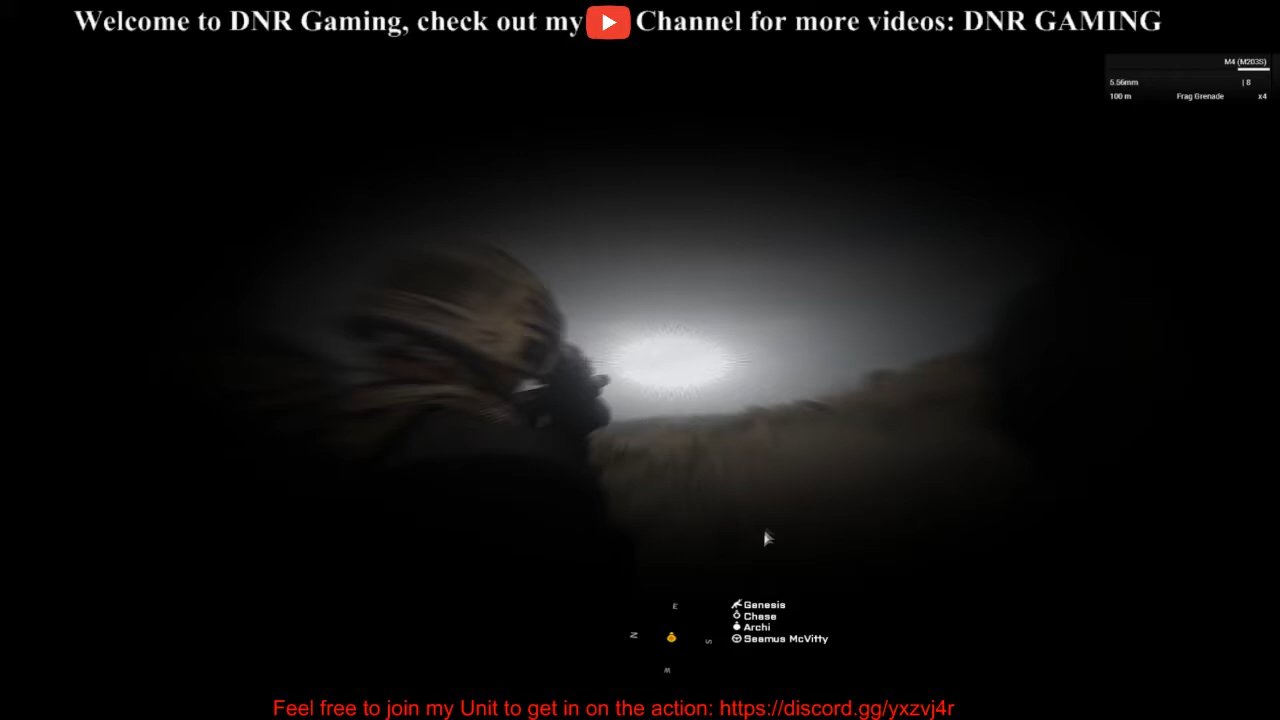 Welcome to DNR Gaming, check out my Channel for more videos: DNR GAMING
M4 (M203S)
5.56mm | 8
100 m Frag Grenade x4
E
Genesis
Chase
Archi
N S
Seamus McVitty
W
Feel free to join my Unit to get in on the action: https://discord.gg/yxzvj4r